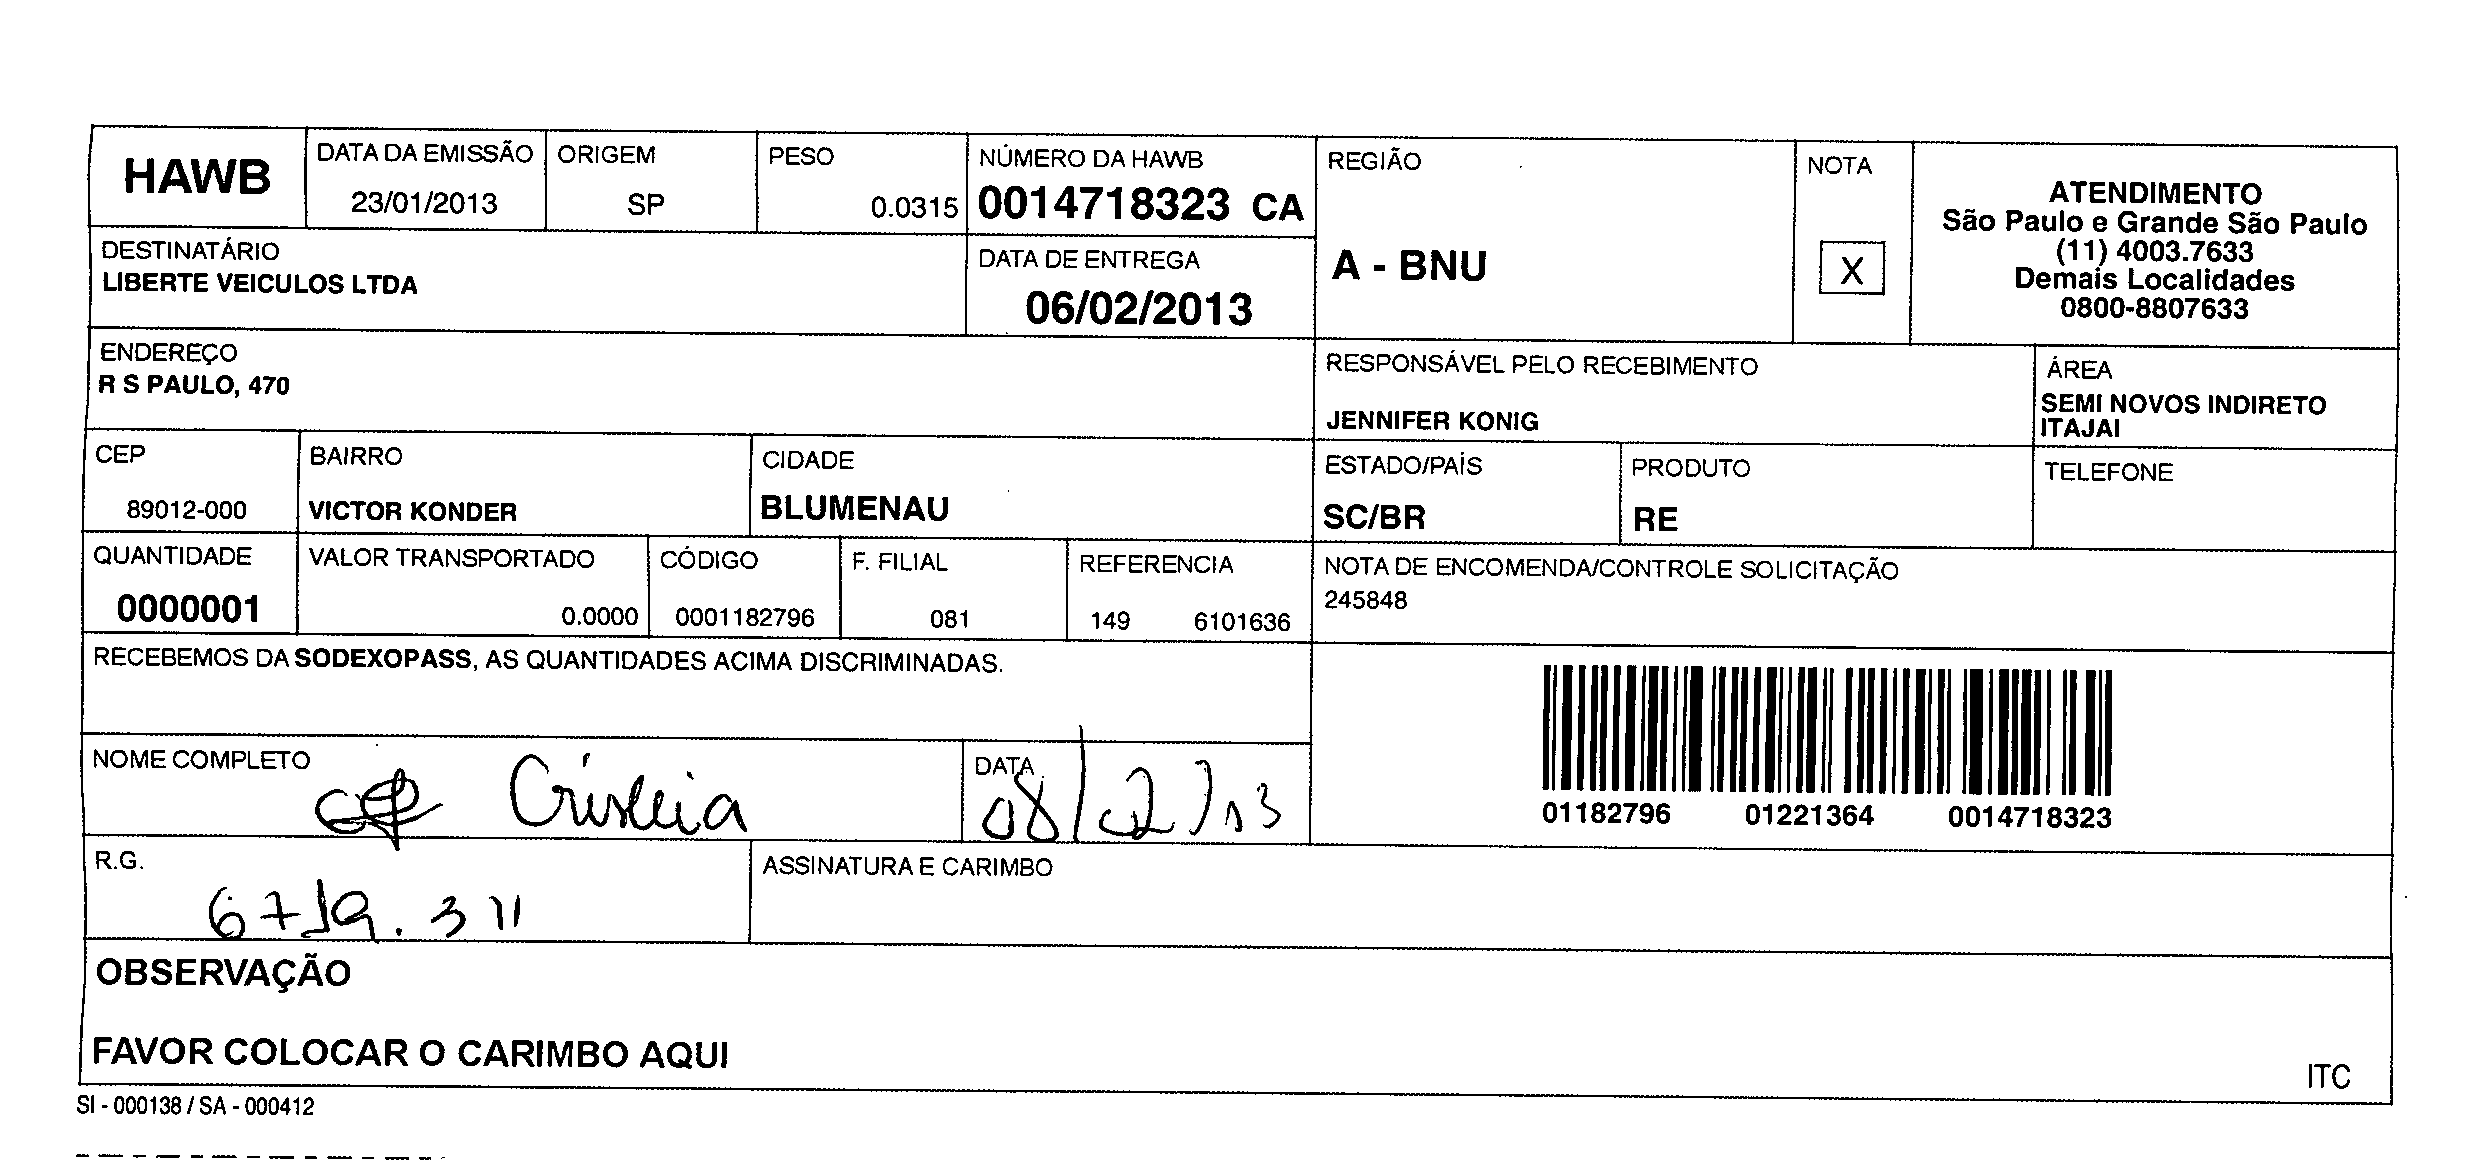 HAWB
DATA DA EMISSÃO
23/01/2013
ORIGEM
SP
PESO
0.0315
NÚMERO DA HAWB
0014718323 CA
REGIÃO
A - BNU
NOTA
X
ATENDIMENTO
São Paulo e Grande São Paulo
(11) 4003.7633
Demais Localidades
0800-8807633
DESTINATÁRIO
LIBERTE VEICULOS LTDA
DATA DE ENTREGA
06/02/2013
ENDEREÇO
R S PAULO, 470
RESPONSÁVEL PELO RECEBIMENTO
JENNIFER KONIG
ÁREA
SEMI NOVOS INDIRETO
ITAJAI
CEP
89012-000
BAIRRO
VICTOR KONDER
CIDADE
BLUMENAU
ESTADO/PAÍS
SC/BR
PRODUTO
RE
TELEFONE
QUANTIDADE
0000001
VALOR TRANSPORTADO
0.0000
CÓDIGO
0001182796
F. FILIAL
081
REFERENCIA
149 6101636
NOTA DE ENCOMENDA/CONTROLE SOLICITAÇÃO
245848
RECEBEMOS DA SODEXOPASS, AS QUANTIDADES ACIMA DISCRIMINADAS.
01182796 01221364 0014718323
NOME COMPLETO
DATA
08/02/13
R.G.
6719.311
ASSINATURA E CARIMBO
OBSERVAÇÃO
FAVOR COLOCAR O CARIMBO AQUI
ITC
SI - 000138 / SA - 000412